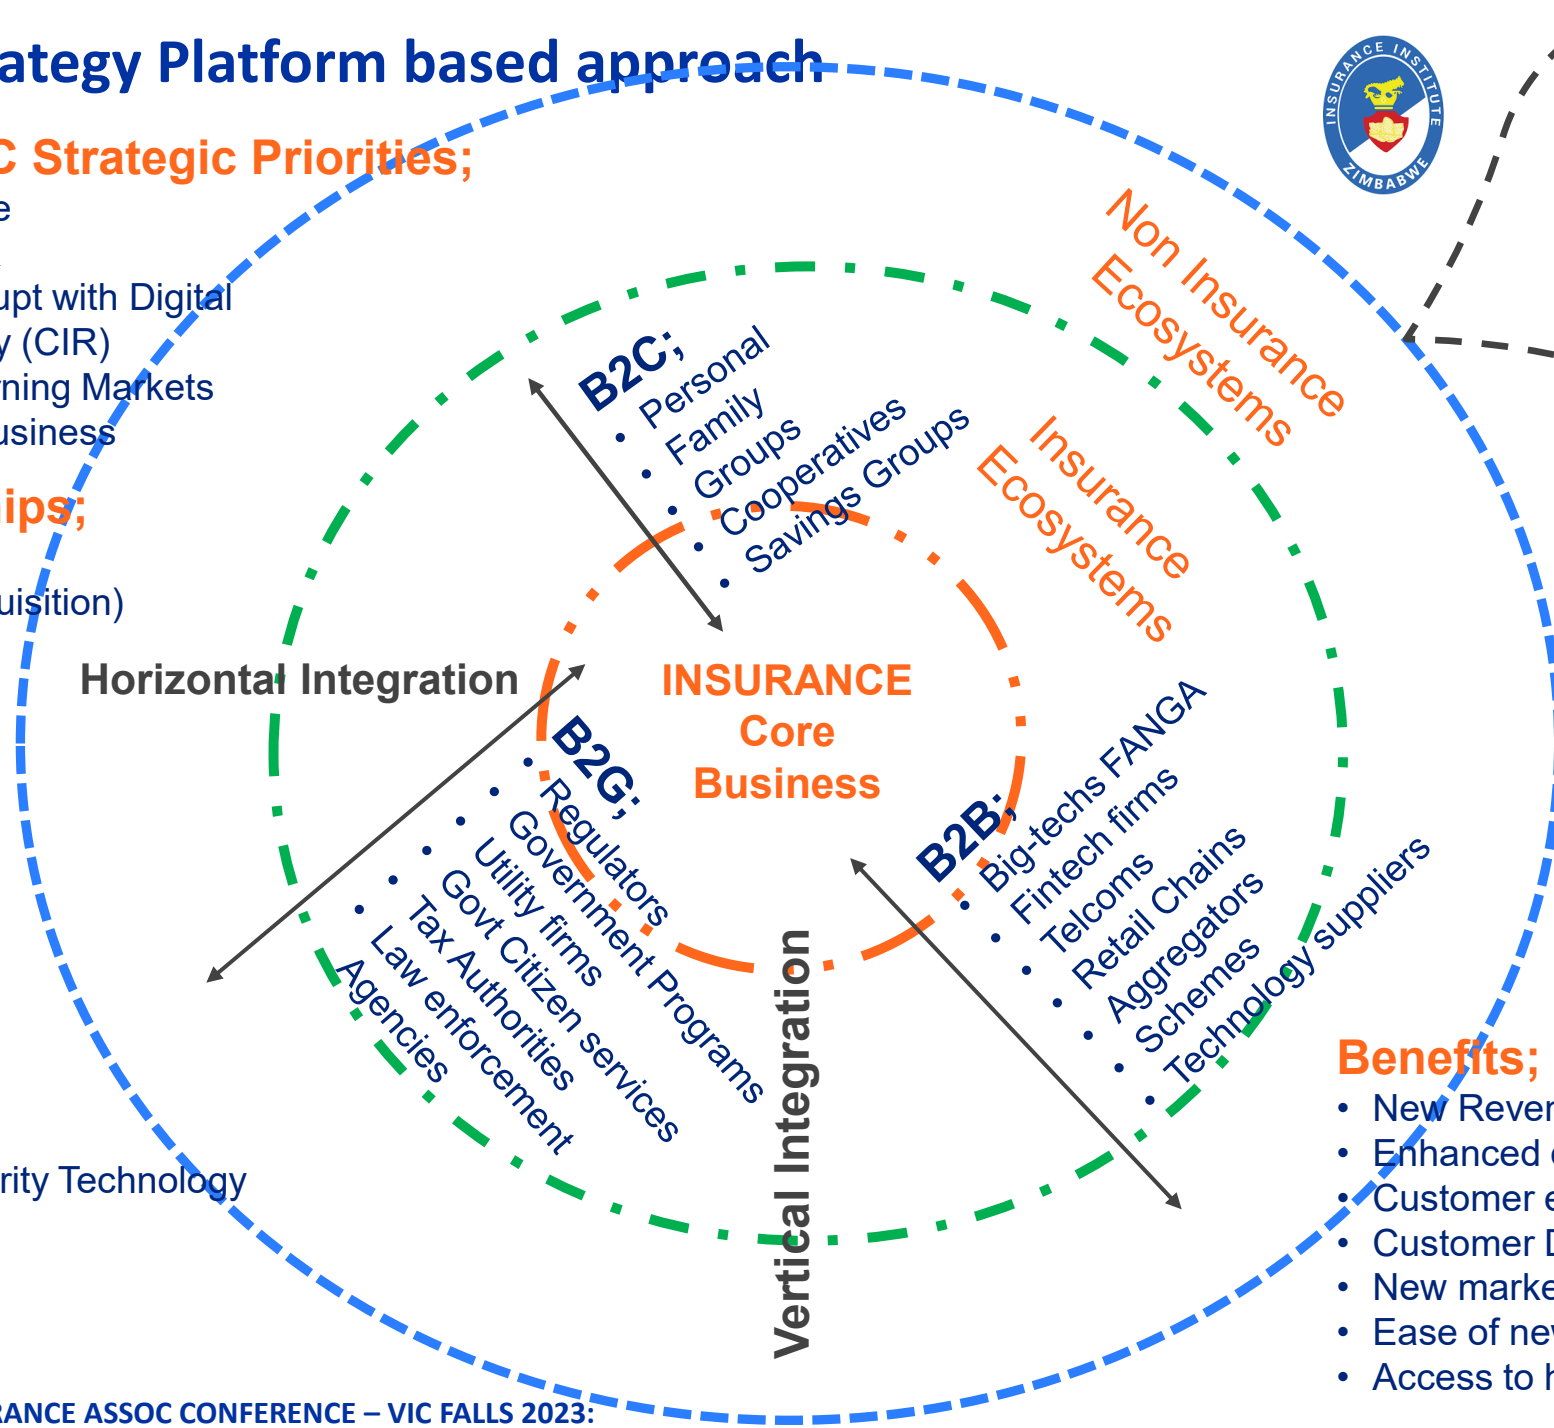 ategy Platform based approach
INSURANCE INSTITUTE
ZIMBABWE
C Strategic Priorities;
e
upt with Digital
y (CIR)
rning Markets
usiness
ips;
uisition)
Non Insurance
Ecosystems
Insurance
Ecosystems
B2C;
• Personal
• Family
• Groups
• Cooperatives
• Savings Groups
Horizontal Integration
INSURANCE
Core
Business
B2G;
• Regulators
• Government Programs
• Utility firms
• Govt Citizen services
• Tax Authorities
• Law enforcement
Agencies
B2B;
• Big-techs FANGA
• Fintech firms
• Telcoms
• Retail Chains
• Aggregators
• Schemes
• Technology suppliers
Vertical Integration
rity Technology
Benefits;
• New Reven
• Enhanced
• Customer e
• Customer D
• New marke
• Ease of new
• Access to h
RANCE ASSOC CONFERENCE – VIC FALLS 2023: